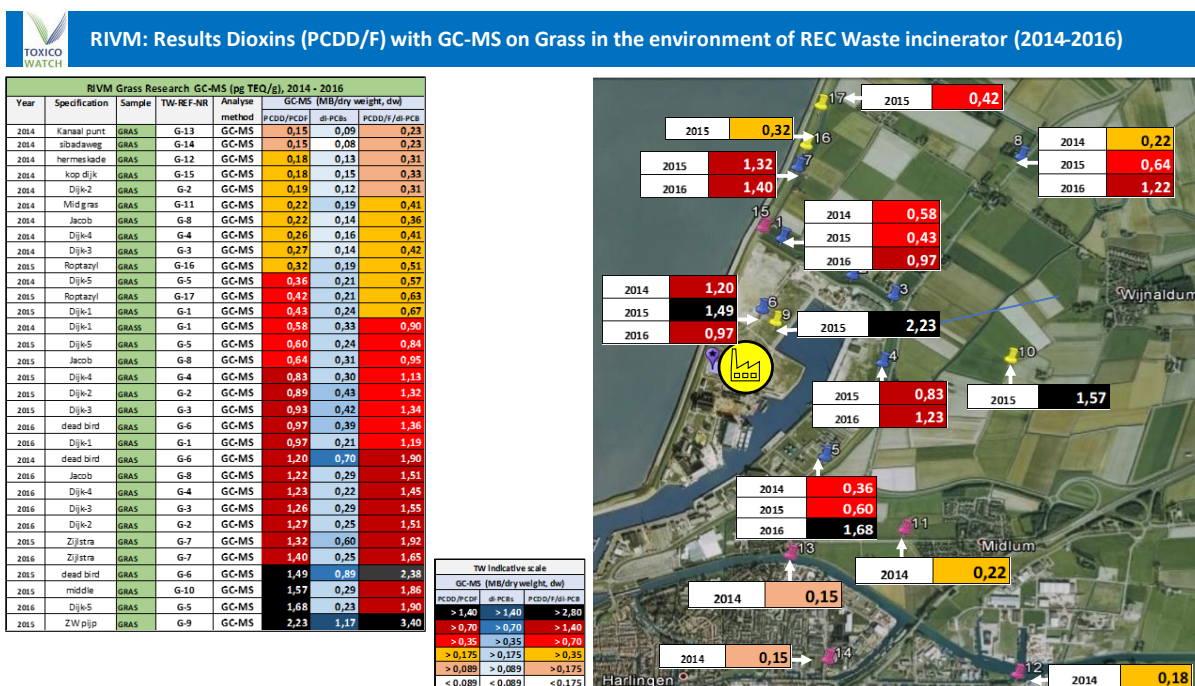 TOXICO
WATCH
RIVM: Results Dioxins (PCDD/F) with GC-MS on Grass in the environment of REC Waste incinerator (2014-2016)
RIVM Grass Research GC-MS (pg TEQ/g), 2014 - 2016
Year Specification Sample TW-REF-NR Analyse method GC-MS (MB/dry weight, dw)
PCDD/PCDF dl-PCBs PCDD/F/dl-PCB
2014 Kanaal punt GRAS G-13 GC-MS 0,15 0,09 0,23
2014 sibadaweg GRAS G-14 GC-MS 0,15 0,08 0,23
2014 hermeskade GRAS G-12 GC-MS 0,18 0,13 0,31
2014 kop dijk GRAS G-15 GC-MS 0,18 0,15 0,33
2014 Dijk-2 GRAS G-2 GC-MS 0,19 0,12 0,31
2014 Mid gras GRAS G-11 GC-MS 0,22 0,19 0,41
2014 Jacob GRAS G-8 GC-MS 0,22 0,14 0,36
2014 Dijk-4 GRAS G-4 GC-MS 0,26 0,16 0,41
2014 Dijk-3 GRAS G-3 GC-MS 0,27 0,14 0,42
2015 Roptazyl GRAS G-16 GC-MS 0,32 0,19 0,51
2014 Dijk-5 GRAS G-5 GC-MS 0,36 0,21 0,57
2015 Roptazyl GRAS G-17 GC-MS 0,42 0,21 0,63
2015 Dijk-1 GRAS G-1 GC-MS 0,43 0,24 0,67
2014 Dijk-1 GRASS G-1 GC-MS 0,58 0,33 0,90
2015 Dijk-5 GRAS G-5 GC-MS 0,60 0,24 0,84
2015 Jacob GRAS G-8 GC-MS 0,64 0,31 0,95
2015 Dijk-4 GRAS G-4 GC-MS 0,83 0,30 1,13
2015 Dijk-2 GRAS G-2 GC-MS 0,89 0,43 1,32
2015 Dijk-3 GRAS G-3 GC-MS 0,93 0,42 1,34
2016 dead bird GRAS G-6 GC-MS 0,97 0,39 1,36
2016 Dijk-1 GRAS G-1 GC-MS 0,97 0,21 1,19
2014 dead bird GRAS G-6 GC-MS 1,20 0,70 1,90
2016 Jacob GRAS G-8 GC-MS 1,22 0,29 1,51
2016 Dijk-4 GRAS G-4 GC-MS 1,23 0,22 1,45
2016 Dijk-3 GRAS G-3 GC-MS 1,26 0,29 1,55
2016 Dijk-2 GRAS G-2 GC-MS 1,27 0,25 1,51
2015 Zijlstra GRAS G-7 GC-MS 1,32 0,60 1,92
2016 Zijlstra GRAS G-7 GC-MS 1,40 0,25 1,65
2015 dead bird GRAS G-6 GC-MS 1,49 0,89 2,38
2015 middle GRAS G-10 GC-MS 1,57 0,29 1,86
2016 Dijk-5 GRAS G-5 GC-MS 1,68 0,23 1,90
2015 ZW pijp GRAS G-9 GC-MS 2,23 1,17 3,40
TW Indicative scale
GC-MS (MB/dry weight, dw)
PCDD/PCDF dl-PCBs PCDD/F/dl-PCB
> 1,40 > 1,40 > 2,80
> 0,70 > 0,70 > 1,40
> 0,35 > 0,35 > 0,70
> 0,175 > 0,175 > 0,35
> 0,089 > 0,089 > 0,175
< 0,089 < 0,089 < 0,175
17
2015 0,42
2015 0,32
16
7
2015 1,32
2016 1,40
8
2014 0,22
2015 0,64
2016 1,22
15
1
2014 0,58
2015 0,43
2016 0,97
3
Wijnaldum
2014 1,20
2015 1,49
2016 0,97
6
9
2015 2,23
4
2015 0,83
2016 1,23
10
2015 1,57
5
2014 0,36
2015 0,60
2016 1,68
11
2014 0,22
Midlum
13
2014 0,15
14
2014 0,15
12
2014 0,18
Harlingen